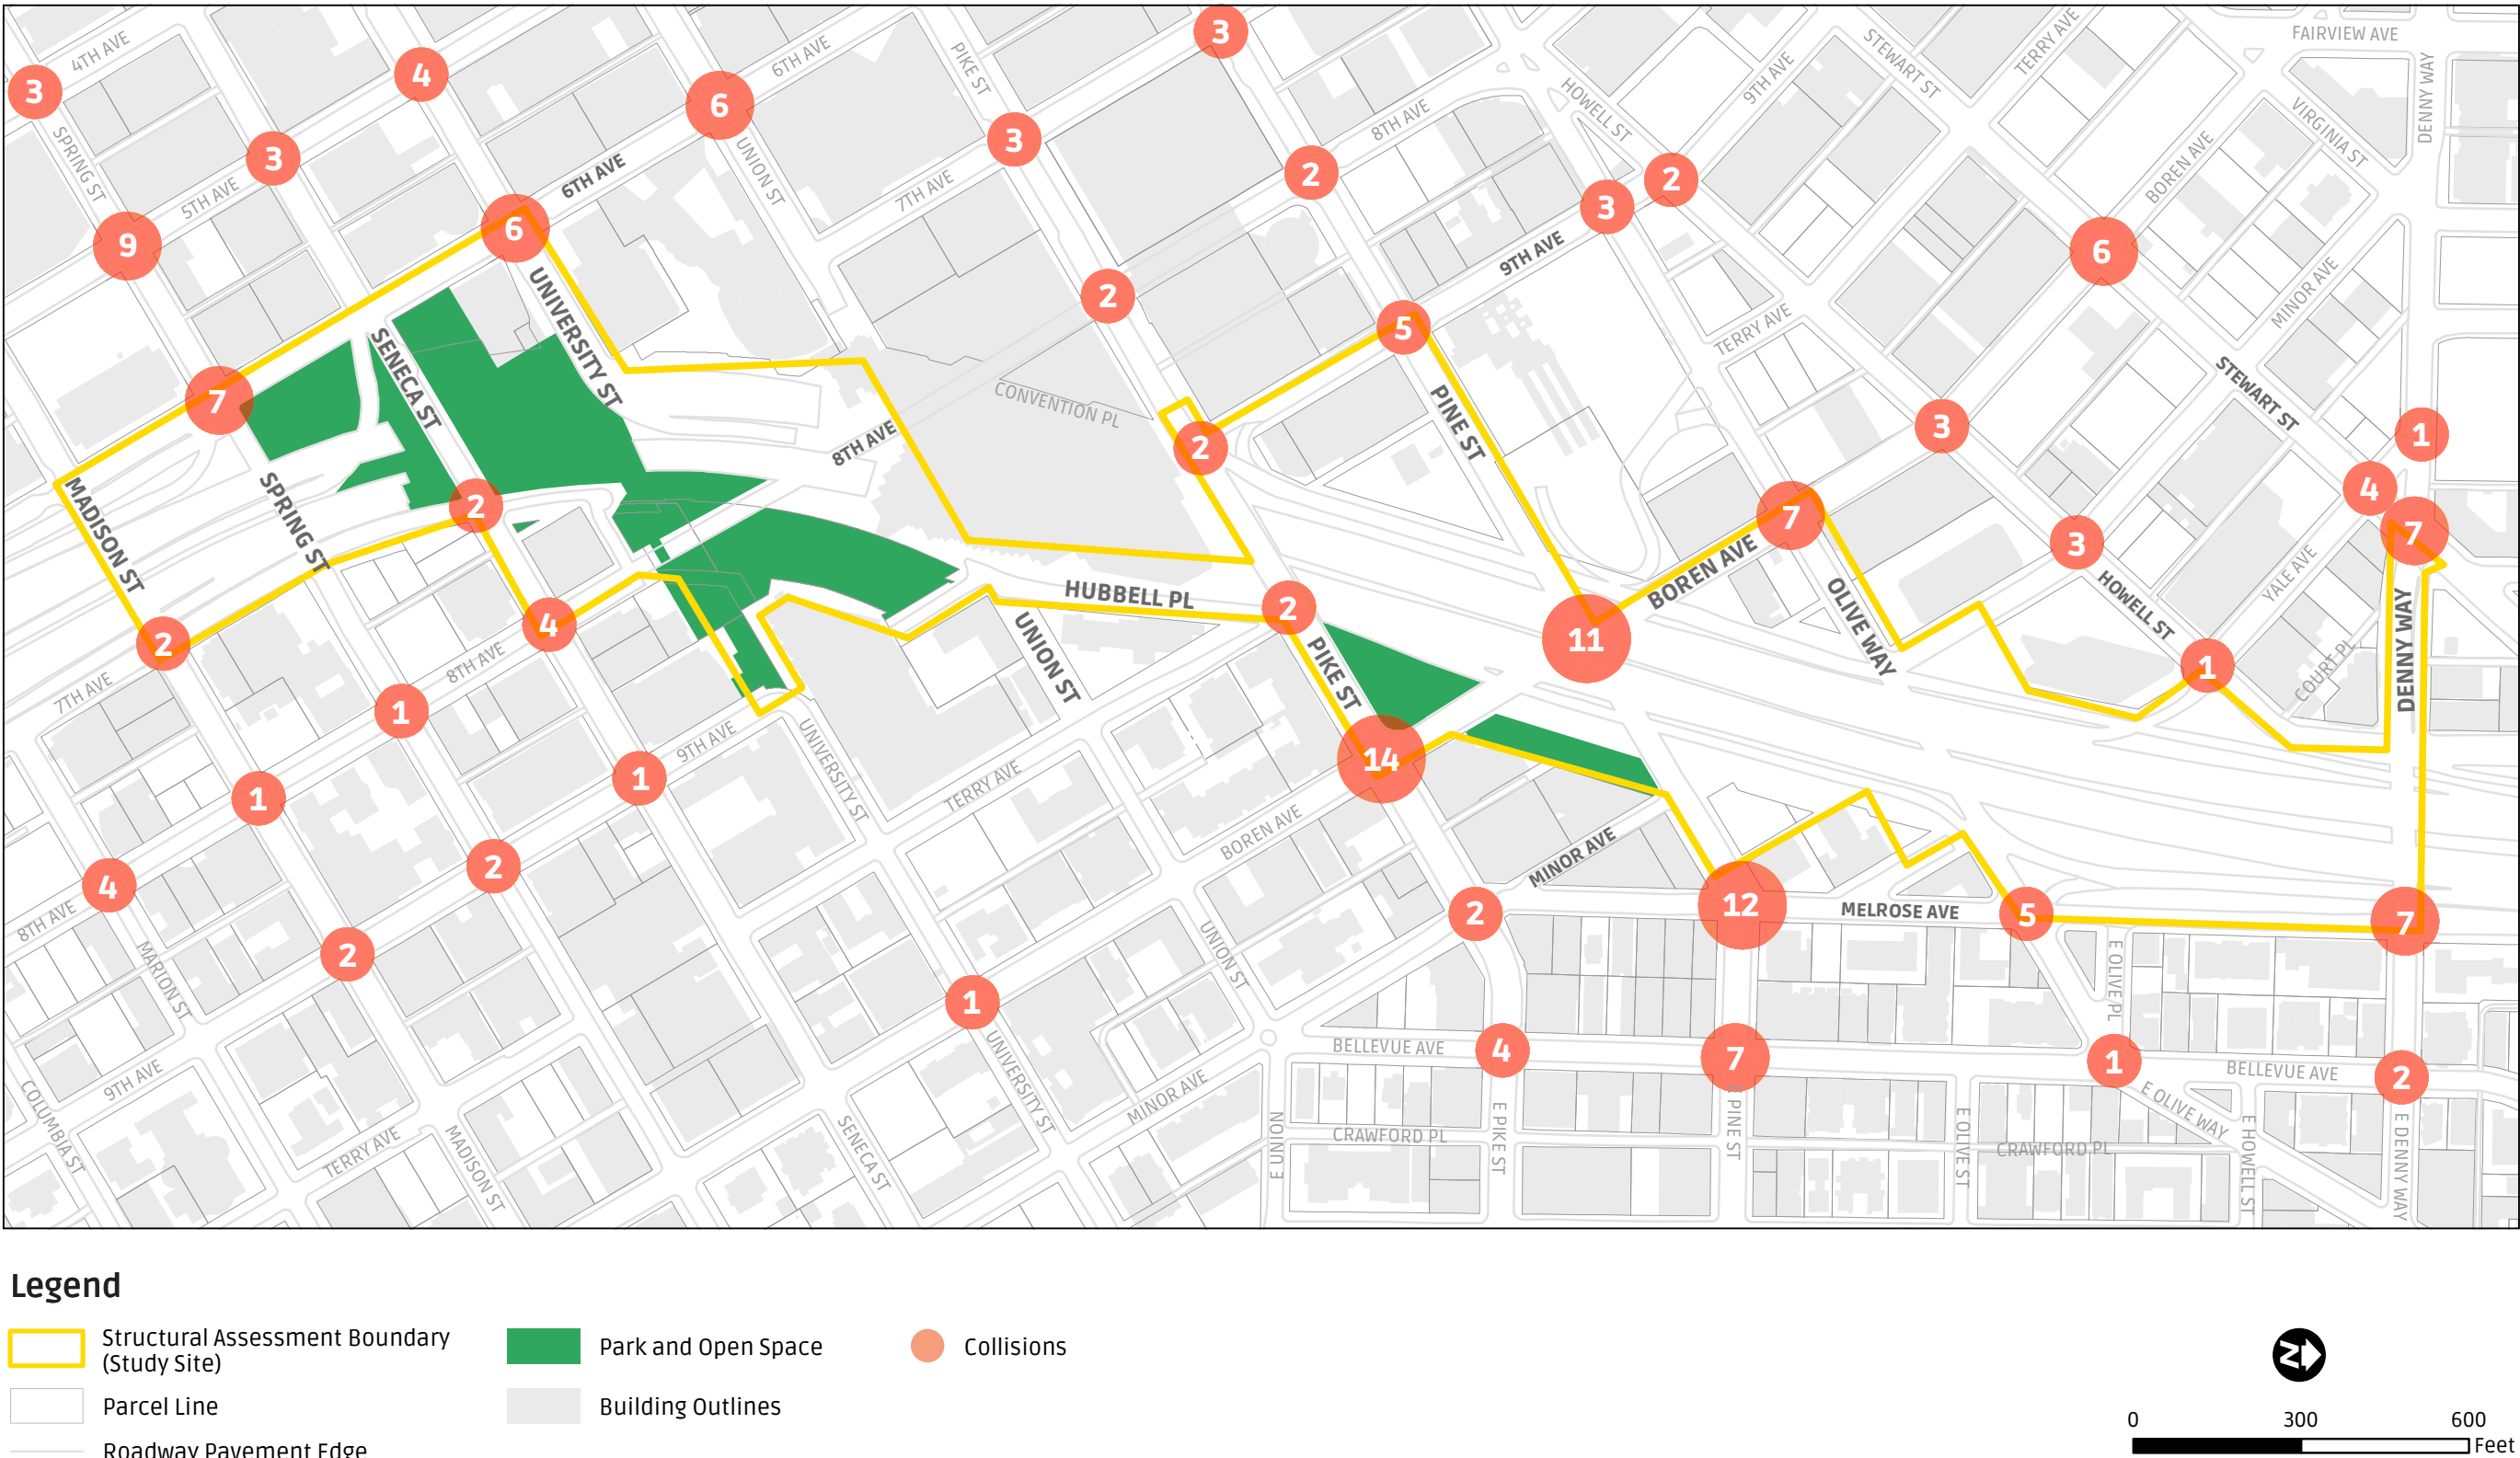 4TH AVE
3
4
3
FAIRVIEW AVE
STEWART ST
TERRY AVE
PIKE ST
6TH AVE
9TH AVE
HOWELL ST
DENNY WAY
VIRGINIA ST
6
8TH AVE
3
SPRING ST
3
UNION ST
2
BOREN AVE
5TH AVE
6TH AVE
7TH AVE
2
3
9
6
9TH AVE
6
UNIVERSITY ST
2
MINOR AVE
5
TERRY AVE
SENECA ST
7
CONVENTION PL
STEWART ST
PINE ST
3
1
8TH AVE
2
4
MADISON ST
SPRING ST
2
7
7
3
BOREN AVE
YALE AVE
HUBBELL PL
2
HOWELL ST
4
11
OLIVE WAY
2
DENNY WAY
8TH AVE
UNION ST
PIKE ST
1
COURT PL
7TH AVE
1
9TH AVE
UNIVERSITY ST
14
1
TERRY AVE
1
BOREN AVE
MINOR AVE
2
4
12
MELROSE AVE
5
7
2
8TH AVE
MARION ST
2
UNION ST
E OLIVE PL
1
BELLEVUE AVE
4
7
1
BELLEVUE AVE
2
9TH AVE
UNIVERSITY ST
MINOR AVE
E OLIVE WAY
COLUMBIA ST
TERRY AVE
MADISON ST
SENECA ST
E UNION
CRAWFORD PL
E PIKE ST
E PINE ST
E OLIVE ST
CRAWFORD PL
E HOWELL ST
E DENNY WAY
Legend
Structural Assessment Boundary
(Study Site)
Park and Open Space
Collisions
Parcel Line
Building Outlines
Roadway Pavement Edge
N
0 300 600
Feet